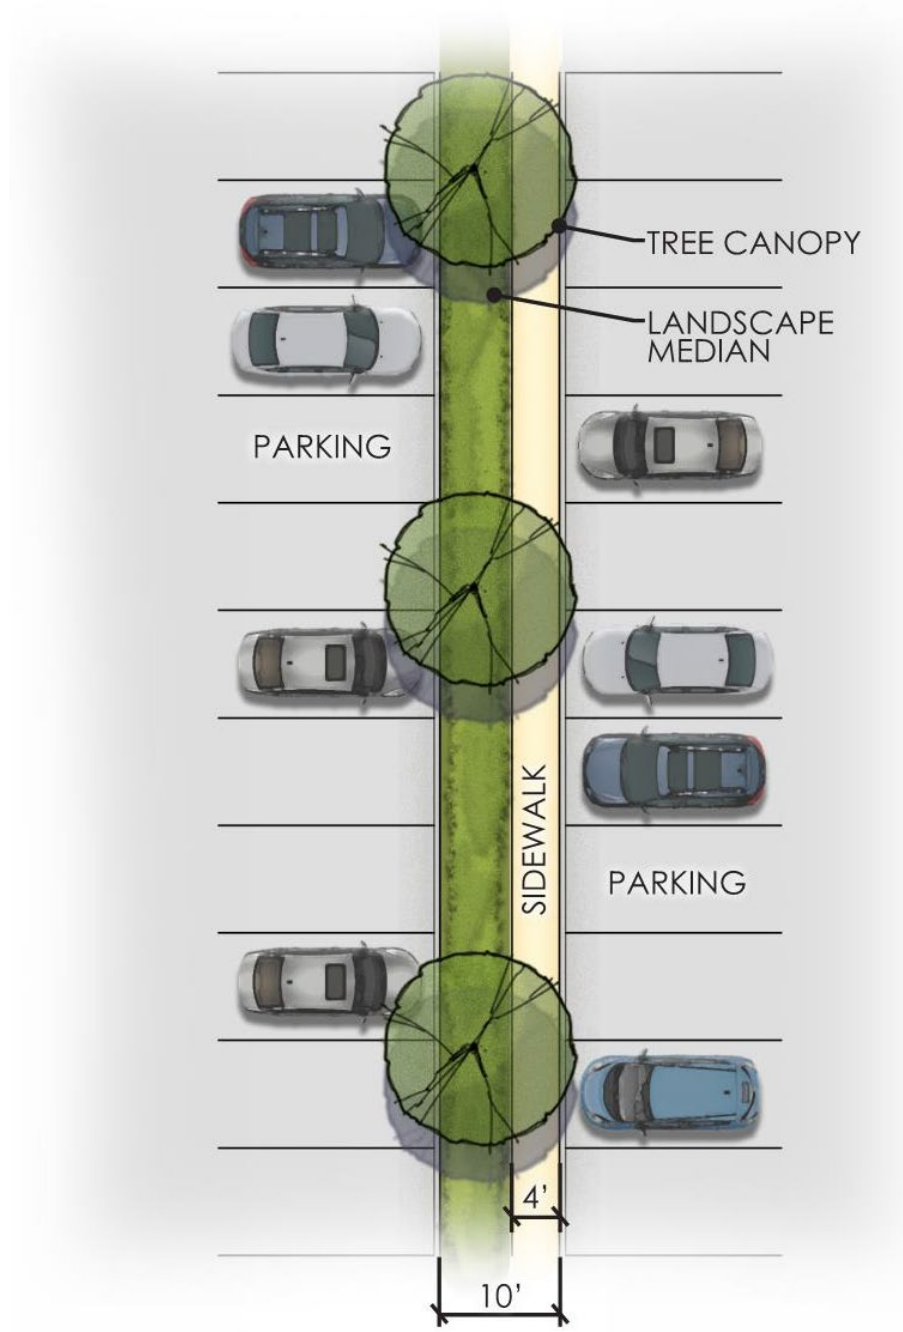 TREE CANOPY
LANDSCAPE
MEDIAN
PARKING
SIDEWALK
PARKING
4’
10’